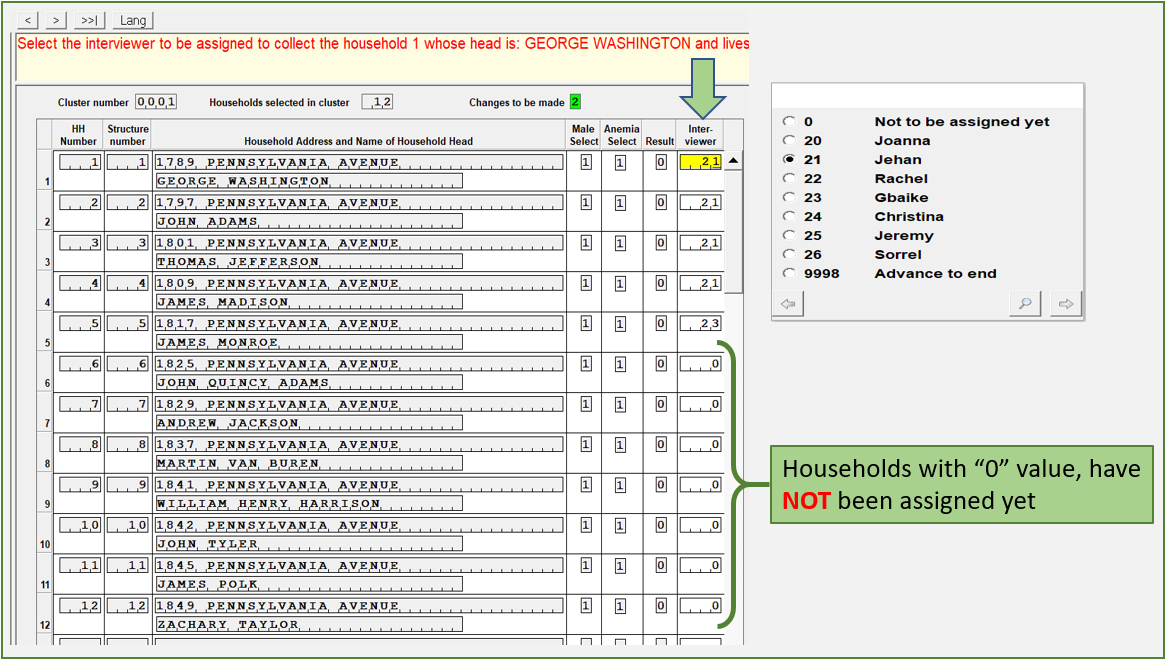 < > >>| Lang
Select the interviewer to be assigned to collect the household 1 whose head is: GEORGE WASHINGTON and lives
Cluster number 0001 Households selected in cluster 12 Changes to be made 2
HH Number Structure number Household Address and Name of Household Head Male Select Anemia Select Result Inter-viewer
1 1 1 1789 PENNSYLVANIA AVENUE 1 1 0 21
GEORGE WASHINGTON
2 2 2 1797 PENNSYLVANIA AVENUE 1 1 0 21
JOHN ADAMS
3 3 3 1801 PENNSYLVANIA AVENUE 1 1 0 21
THOMAS JEFFERSON
4 4 4 1809 PENNSYLVANIA AVENUE 1 1 0 21
JAMES MADISON
5 5 5 1817 PENNSYLVANIA AVENUE 1 1 0 23
JAMES MONROE
6 6 6 1825 PENNSYLVANIA AVENUE 1 1 0 0
JOHN QUINCY ADAMS
7 7 7 1829 PENNSYLVANIA AVENUE 1 1 0 0
ANDREW JACKSON
8 8 8 1837 PENNSYLVANIA AVENUE 1 1 0 0
MARTIN VAN BUREN
9 9 9 1841 PENNSYLVANIA AVENUE 1 1 0 0
WILLIAM HENRY HARRISON
10 10 10 1842 PENNSYLVANIA AVENUE 1 1 0 0
JOHN TYLER
11 11 11 1845 PENNSYLVANIA AVENUE 1 1 0 0
JAMES POLK
12 12 12 1849 PENNSYLVANIA AVENUE 1 1 0 0
ZACHARY TAYLOR
0 Not to be assigned yet
20 Joanna
21 Jehan
22 Rachel
23 Gbaike
24 Christina
25 Jeremy
26 Sorrel
9998 Advance to end
Households with “0” value, have
NOT been assigned yet